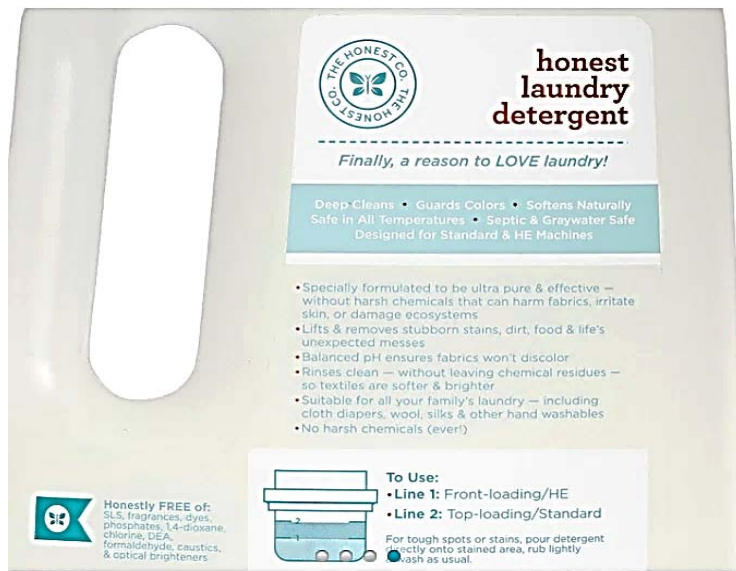 THE HONEST CO. THE HONEST CO.
honest
laundry
detergent
Finally, a reason to LOVE laundry!
Deep Cleans • Guards Colors • Softens Naturally
Safe in All Temperatures • Septic & Graywater Safe
Designed for Standard & HE Machines
• Specially formulated to be ultra pure & effective —
without harsh chemicals that can harm fabrics, irritate
skin, or damage ecosystems
• Lifts & removes stubborn stains, dirt, food & life's
unexpected messes
• Balanced pH ensures fabrics won't discolor
• Rinses clean — without leaving chemical residues —
so textiles are softer & brighter
• Suitable for all your family's laundry — including
cloth diapers, wool, silks & other hand washables
• No harsh chemicals (ever!)
To Use:
• Line 1: Front-loading/HE
• Line 2: Top-loading/Standard
For tough spots or stains, pour detergent
directly onto stained area, rub lightly
wash as usual.
2
1
Honestly FREE of:
SLS, fragrances, dyes,
phosphates, 1,4-dioxane,
chlorine, DEA,
formaldehyde, caustics,
& optical brighteners